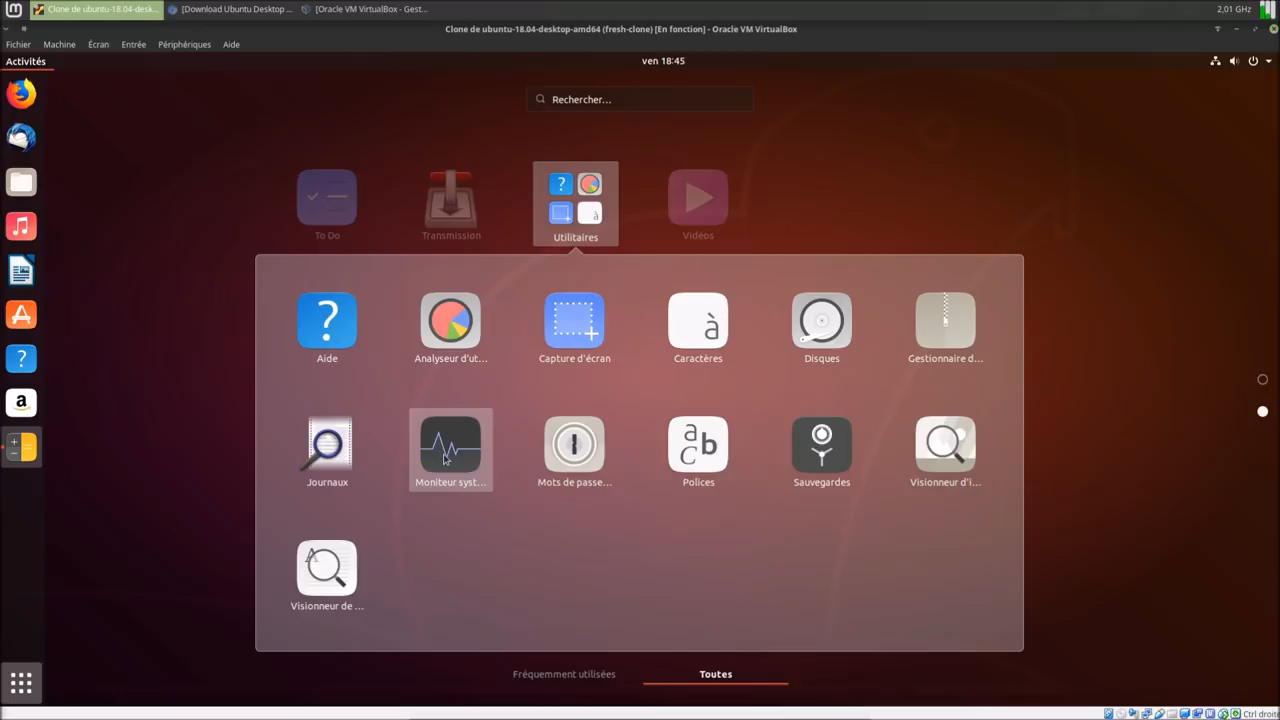 Clone de ubuntu-18.04-desk...
[Download Ubuntu Desktop ...
[Oracle VM VirtualBox - Gest...
2,01 GHz
Clone de ubuntu-18.04-desktop-amd64 (fresh-clone) [En fonction] - Oracle VM VirtualBox
Fichier Machine Écran Entrée Périphériques Aide
Activités
ven 18:45
Rechercher...
To Do
Transmission
Utilitaires
Vidéos
Aide
Analyseur d'ut...
Capture d'écran
Caractères
Disques
Gestionnaire d...
Journaux
Moniteur syst...
Mots de passe...
Polices
Sauvegardes
Visionneur d'i...
Visionneur de ...
Fréquemment utilisées
Toutes
Ctrl droite